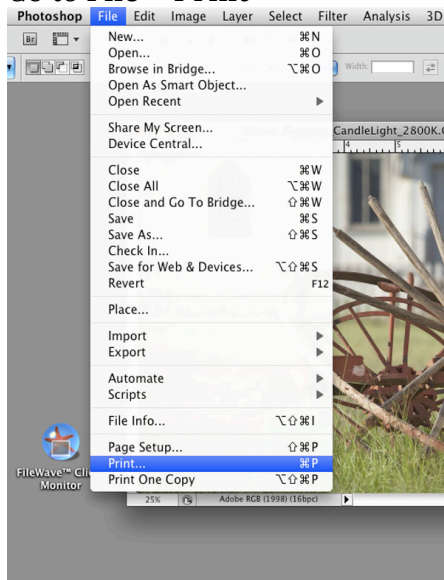 Photoshop File Edit Image Layer Select Filter Analysis 3D
Br
Width:
New... ⌘N
Open... ⌘O
Browse in Bridge... ⌥⌘O
Open As Smart Object...
Open Recent ▶
Share My Screen...
Device Central...
Close ⌘W
Close All ⌥⌘W
Close and Go To Bridge... ⇧⌘W
Save ⌘S
Save As... ⇧⌘S
Check In...
Save for Web & Devices... ⌥⇧⌘S
Revert F12
Place...
Import ▶
Export ▶
Automate ▶
Scripts ▶
File Info... ⌥⇧⌘I
Page Setup... ⇧⌘P
Print... ⌘P
Print One Copy ⌥⇧⌘P
CandleLight_2800K.
4 5
FileWave™ Cli
Monitor
25% Adobe RGB (1998) (16bpc)